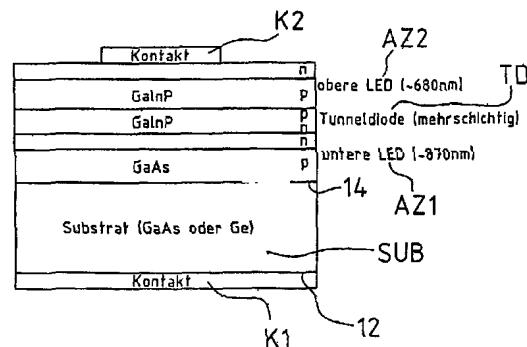 K2
Kontakt
AZ2
n
obere LED (~680nm)
TD
GaInP
p
GaInP
p
Tunneldiode (mehrschichtig)
n
n
untere LED (~870nm)
GaAs
p
14
AZ1
Substrat (GaAs oder Ge)
SUB
Kontakt
K1
12